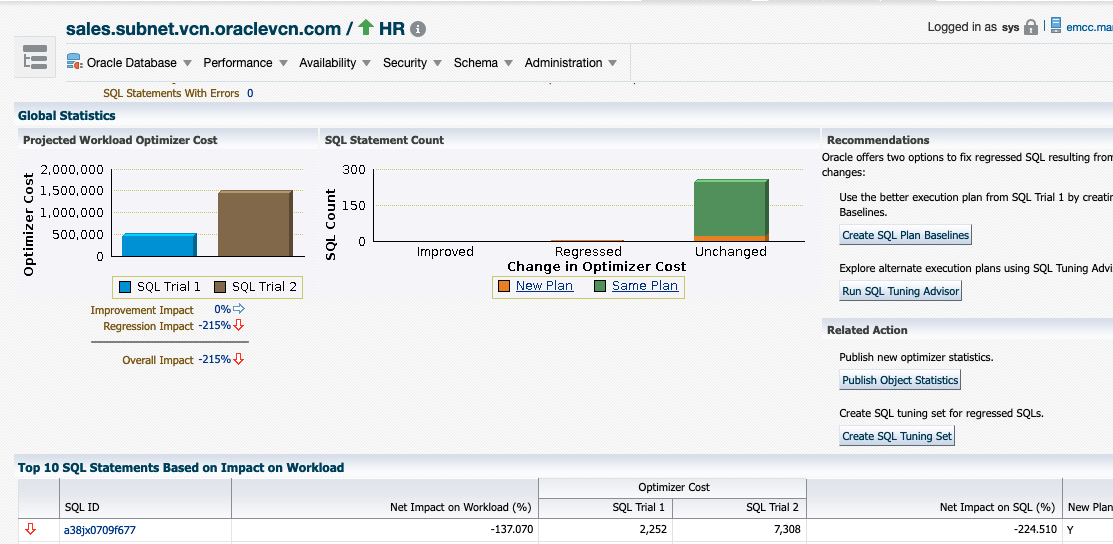 sales.subnet.vcn.oraclevcn.com / HR
Logged in as sys
emcc.mar
Oracle Database Performance Availability Security Schema Administration
SQL Statements With Errors 0
Global Statistics
Projected Workload Optimizer Cost
Optimizer Cost
2,000,000
1,500,000
1,000,000
500,000
0
SQL Trial 1 SQL Trial 2
Improvement Impact 0%
Regression Impact -215%
Overall Impact -215%
SQL Statement Count
SQL Count
300
150
0
Improved Regressed Unchanged
Change in Optimizer Cost
New Plan Same Plan
Recommendations
Oracle offers two options to fix regressed SQL resulting from
changes:
Use the better execution plan from SQL Trial 1 by creatin
Baselines.
Create SQL Plan Baselines
Explore alternate execution plans using SQL Tuning Advi
Run SQL Tuning Advisor
Related Action
Publish new optimizer statistics.
Publish Object Statistics
Create SQL tuning set for regressed SQLs.
Create SQL Tuning Set
Top 10 SQL Statements Based on Impact on Workload
Optimizer Cost
SQL ID Net Impact on Workload (%) SQL Trial 1 SQL Trial 2 Net Impact on SQL (%) New Plan
a38jx0709f677 -137.070 2,252 7,308 -224.510 Y